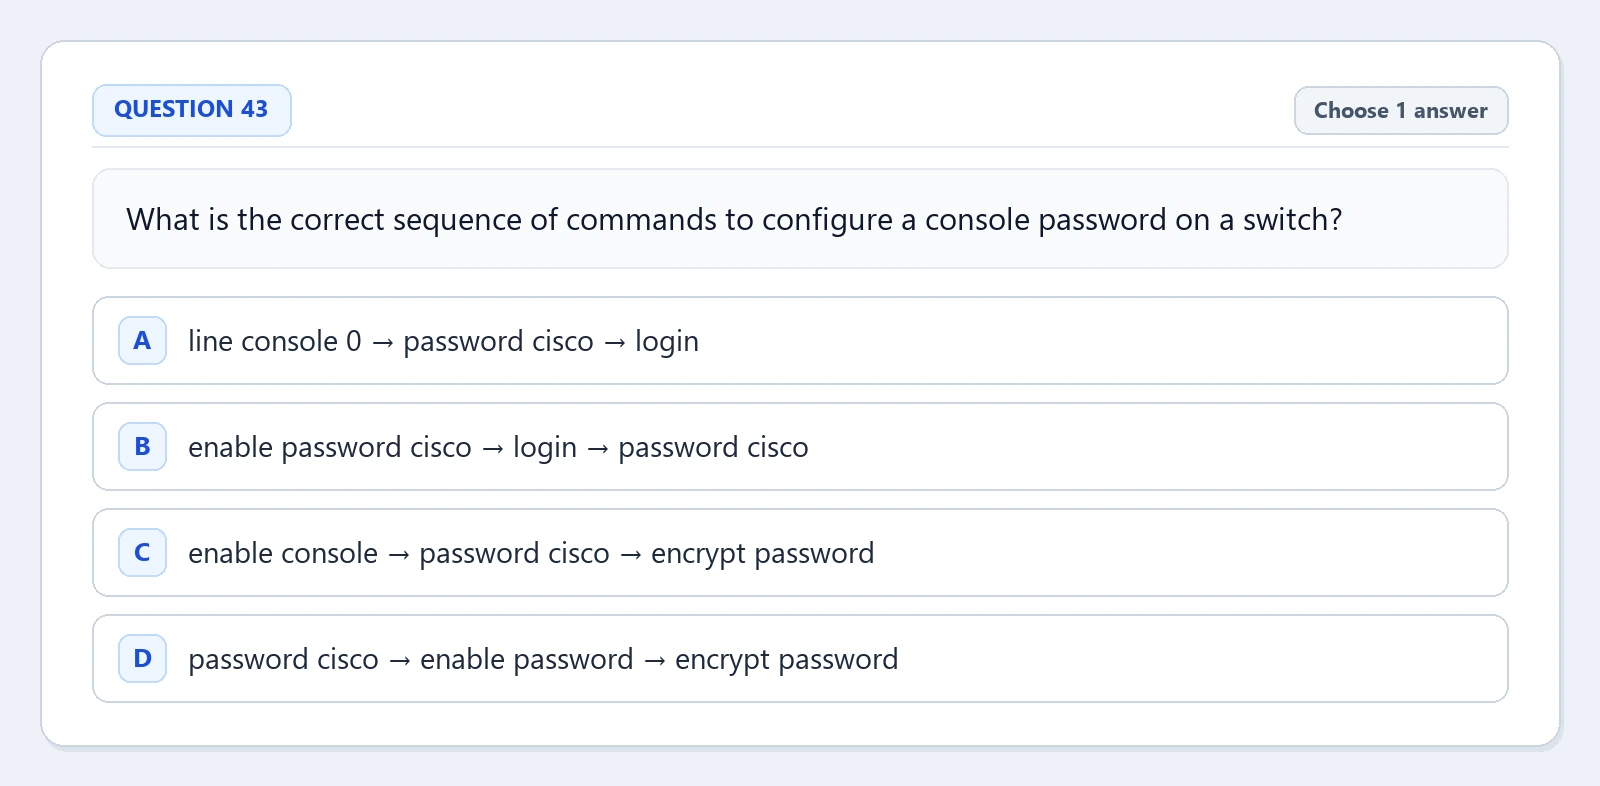 QUESTION 43
Choose 1 answer
What is the correct sequence of commands to configure a console password on a switch?
A line console 0 → password cisco → login
B enable password cisco → login → password cisco
C enable console → password cisco → encrypt password
D password cisco → enable password → encrypt password